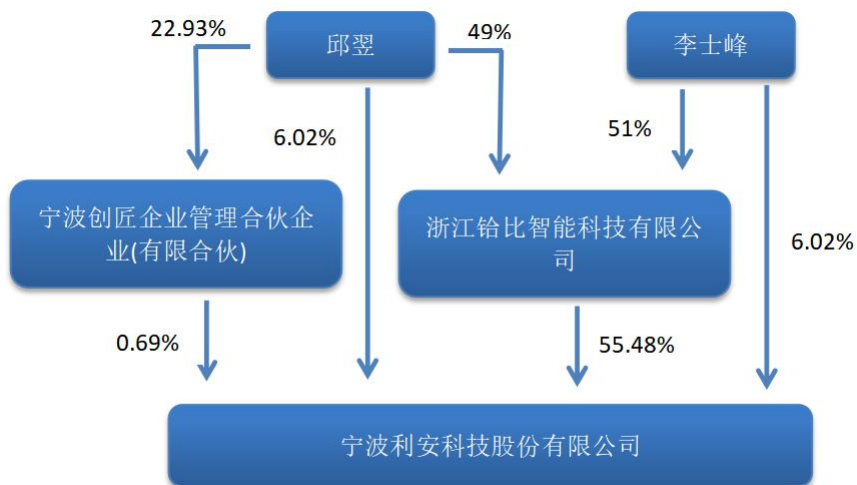 22.93%
邱翌
49%
李士峰
6.02%
51%
宁波创匠企业管理合伙企
业(有限合伙)
浙江铪比智能科技有限公
司
6.02%
0.69%
55.48%
宁波利安科技股份有限公司